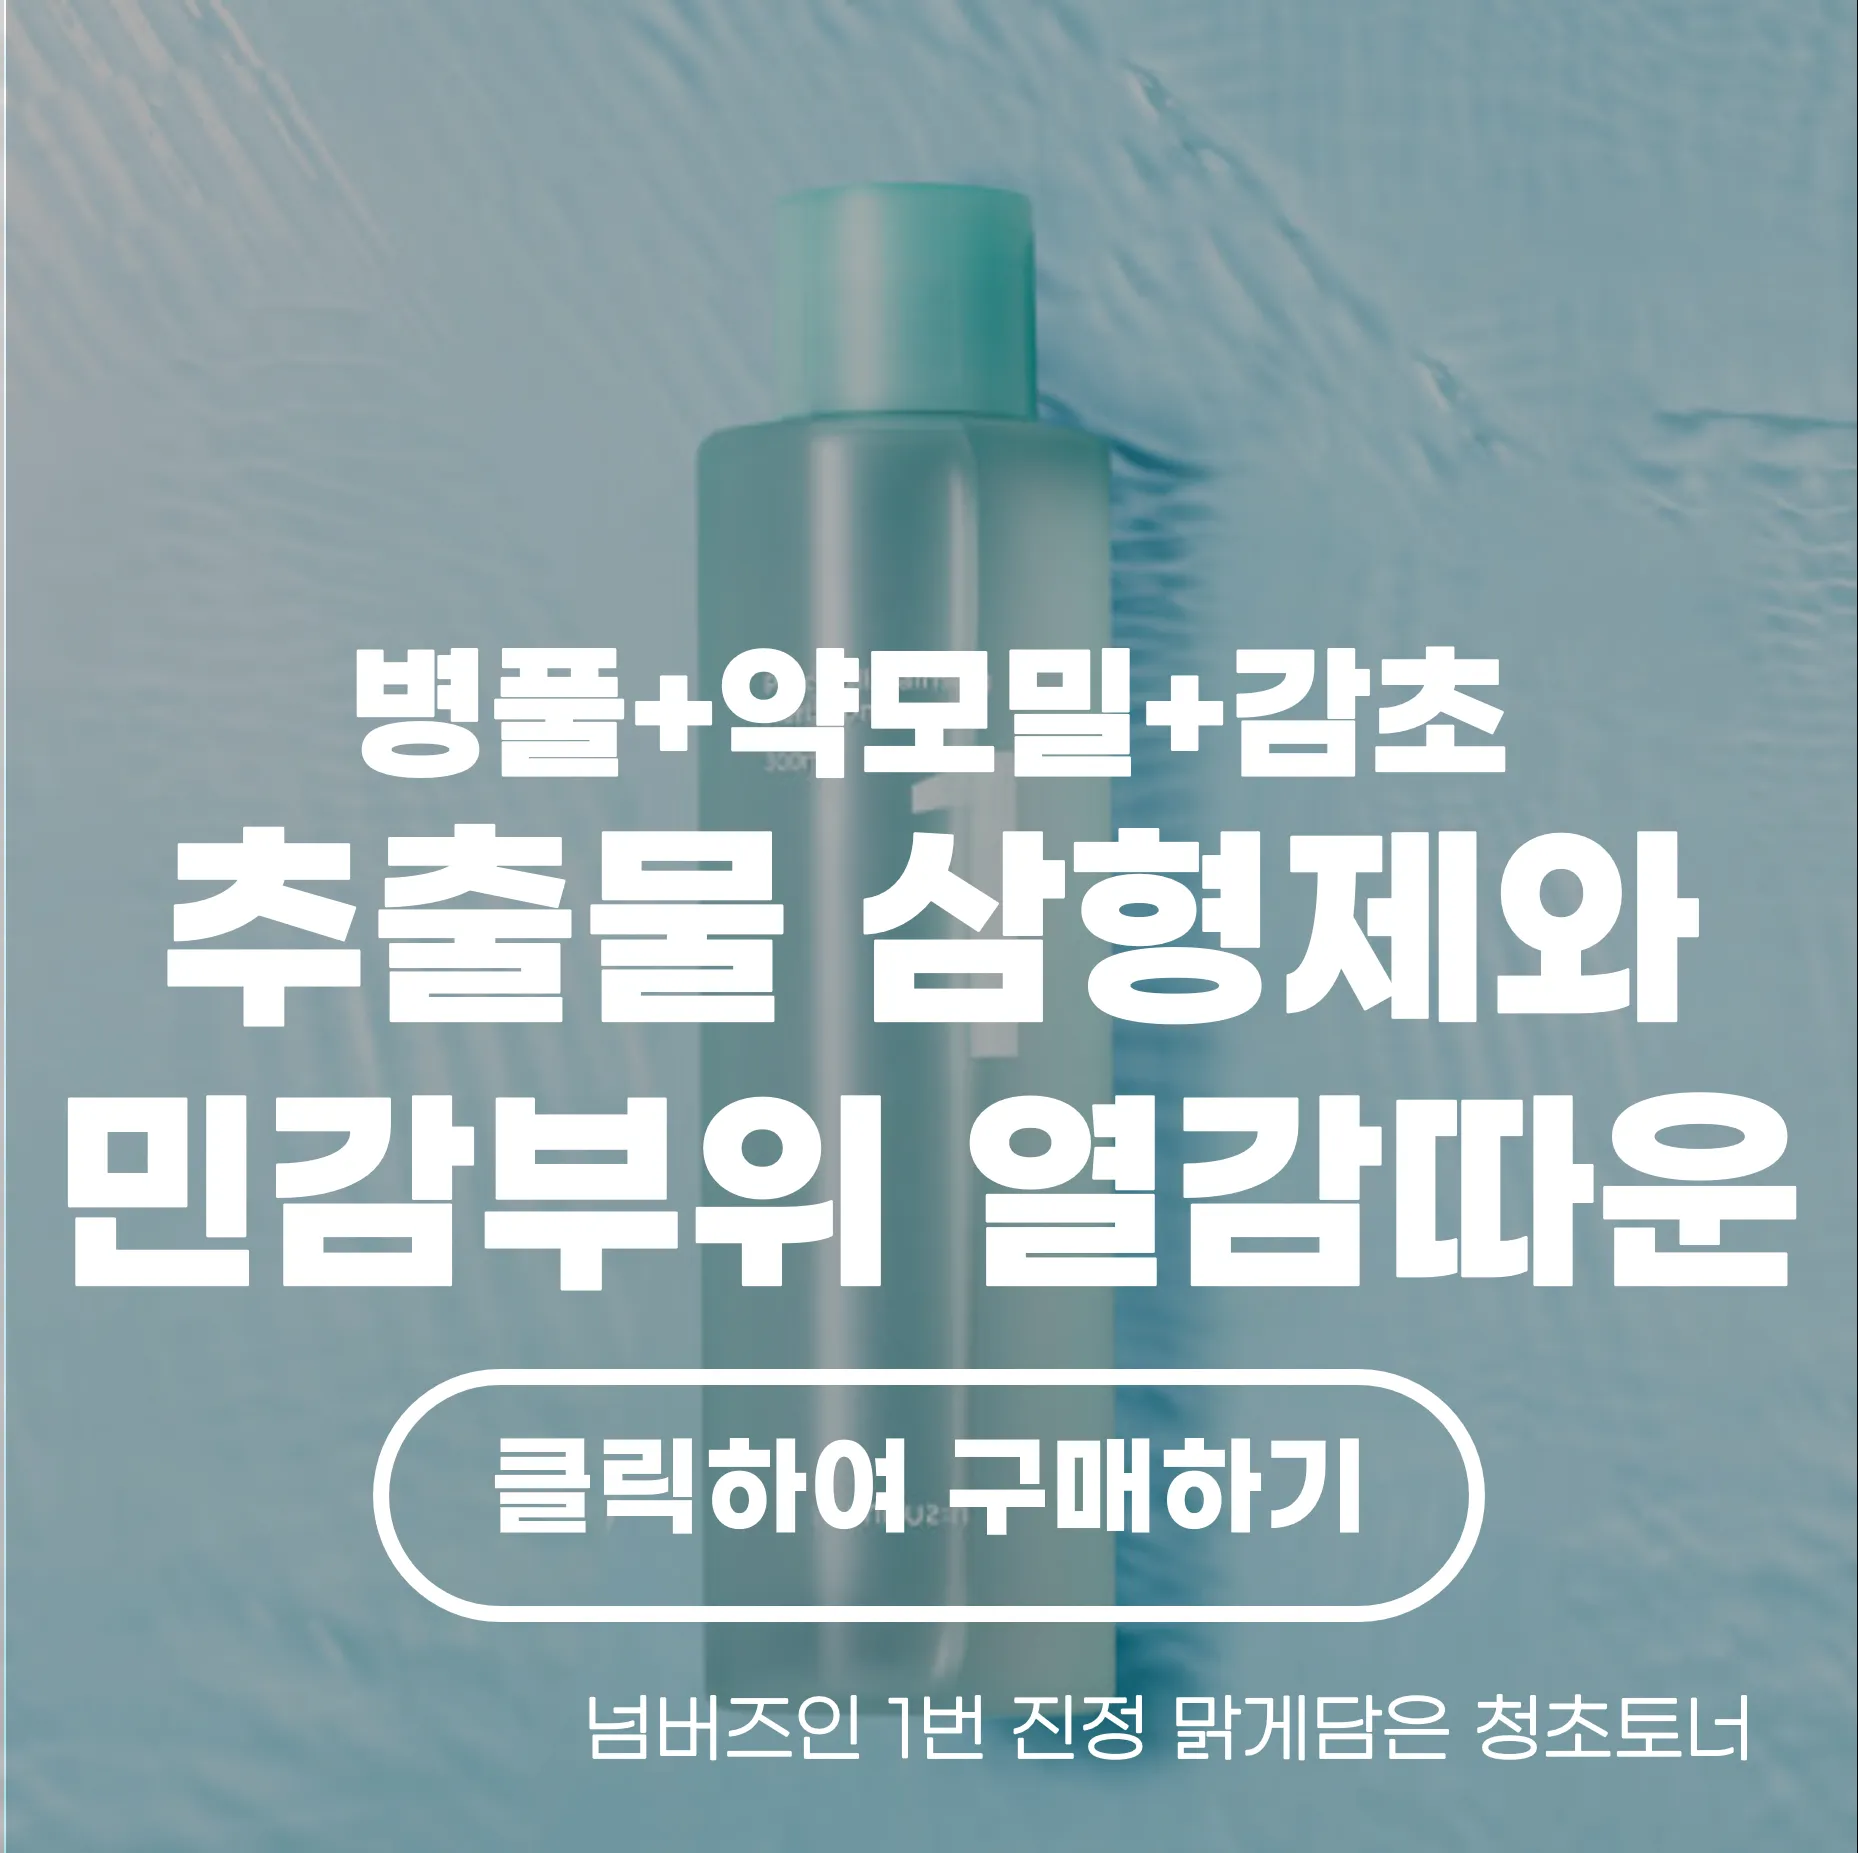 병풀+약모밀+감초
추출물 삼형제와
민감부위 열감따운
1
클릭하여 구매하기
넘버즈인 1번 진정 맑게담은 청초토너